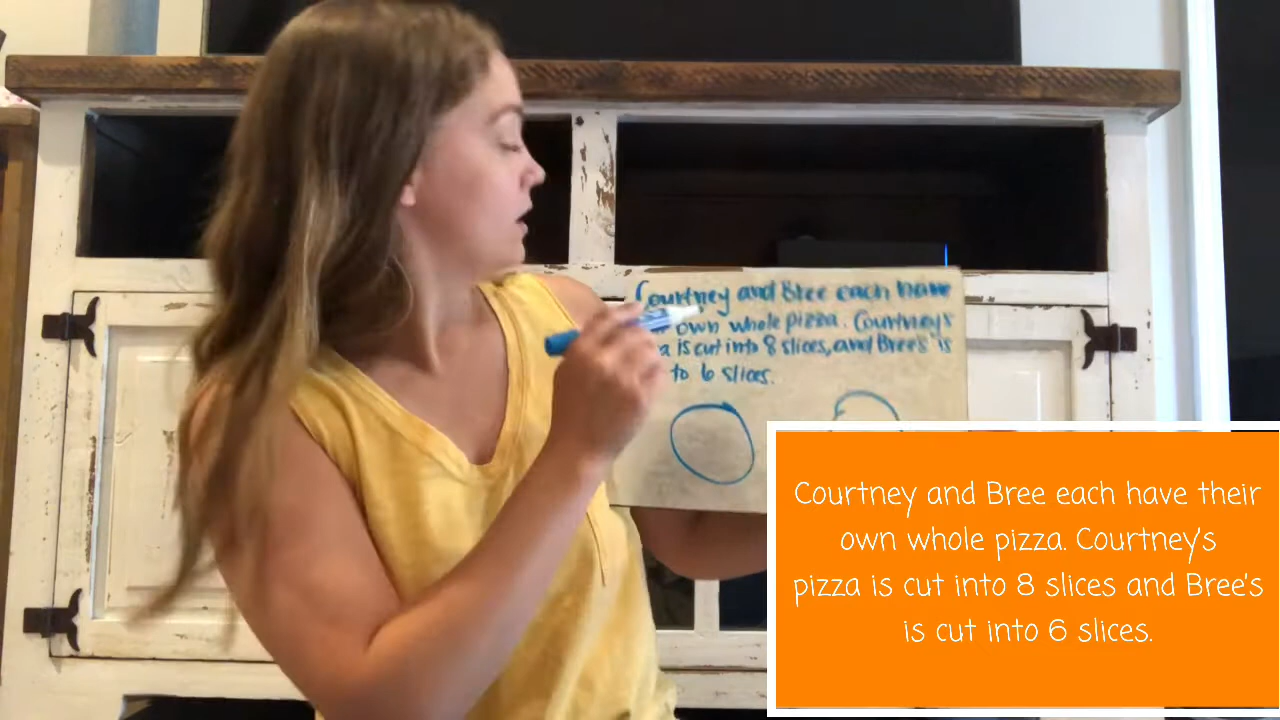 Courtney and Bree each have
own whole pizza. Courtney's
a is cut into 8 slices, and Bree's is
to 6 slices.
Courtney and Bree each have their
own whole pizza. Courtney's
pizza is cut into 8 slices and Bree's
is cut into 6 slices.